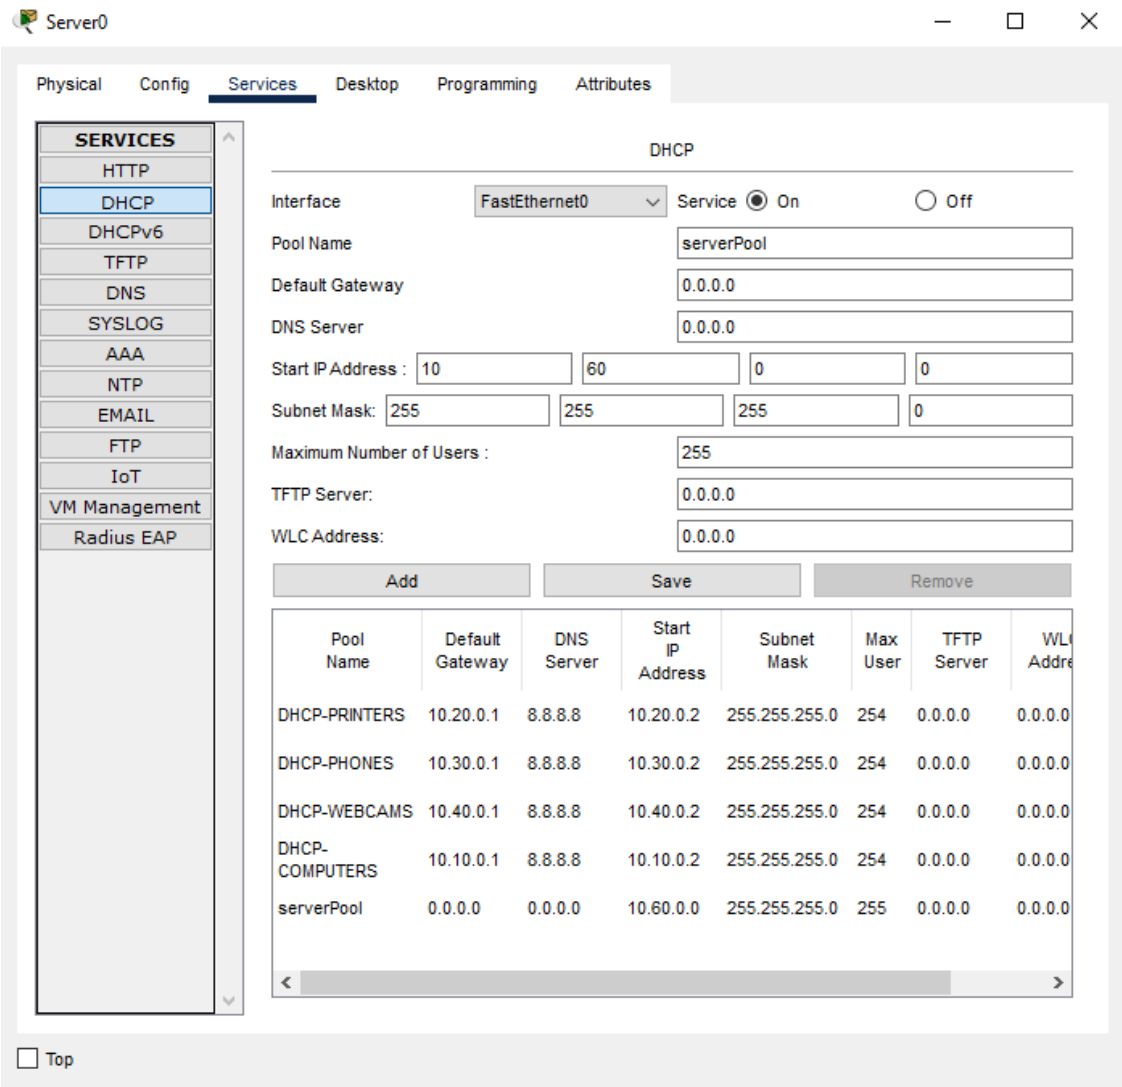 Server0
Physical Config Services Desktop Programming Attributes
SERVICES
HTTP
DHCP
DHCPv6
TFTP
DNS
SYSLOG
AAA
NTP
EMAIL
FTP
IoT
VM Management
Radius EAP
DHCP
Interface FastEthernet0 Service On Off
Pool Name serverPool
Default Gateway 0.0.0.0
DNS Server 0.0.0.0
Start IP Address : 10 60 0 0
Subnet Mask: 255 255 255 0
Maximum Number of Users : 255
TFTP Server: 0.0.0.0
WLC Address: 0.0.0.0
Add Save Remove
Pool Name Default Gateway DNS Server Start IP Address Subnet Mask Max User TFTP Server WL Addre
DHCP-PRINTERS 10.20.0.1 8.8.8.8 10.20.0.2 255.255.255.0 254 0.0.0.0 0.0.0.0
DHCP-PHONES 10.30.0.1 8.8.8.8 10.30.0.2 255.255.255.0 254 0.0.0.0 0.0.0.0
DHCP-WEBCAMS 10.40.0.1 8.8.8.8 10.40.0.2 255.255.255.0 254 0.0.0.0 0.0.0.0
DHCP-COMPUTERS 10.10.0.1 8.8.8.8 10.10.0.2 255.255.255.0 254 0.0.0.0 0.0.0.0
serverPool 0.0.0.0 0.0.0.0 10.60.0.0 255.255.255.0 255 0.0.0.0 0.0.0.0
Top